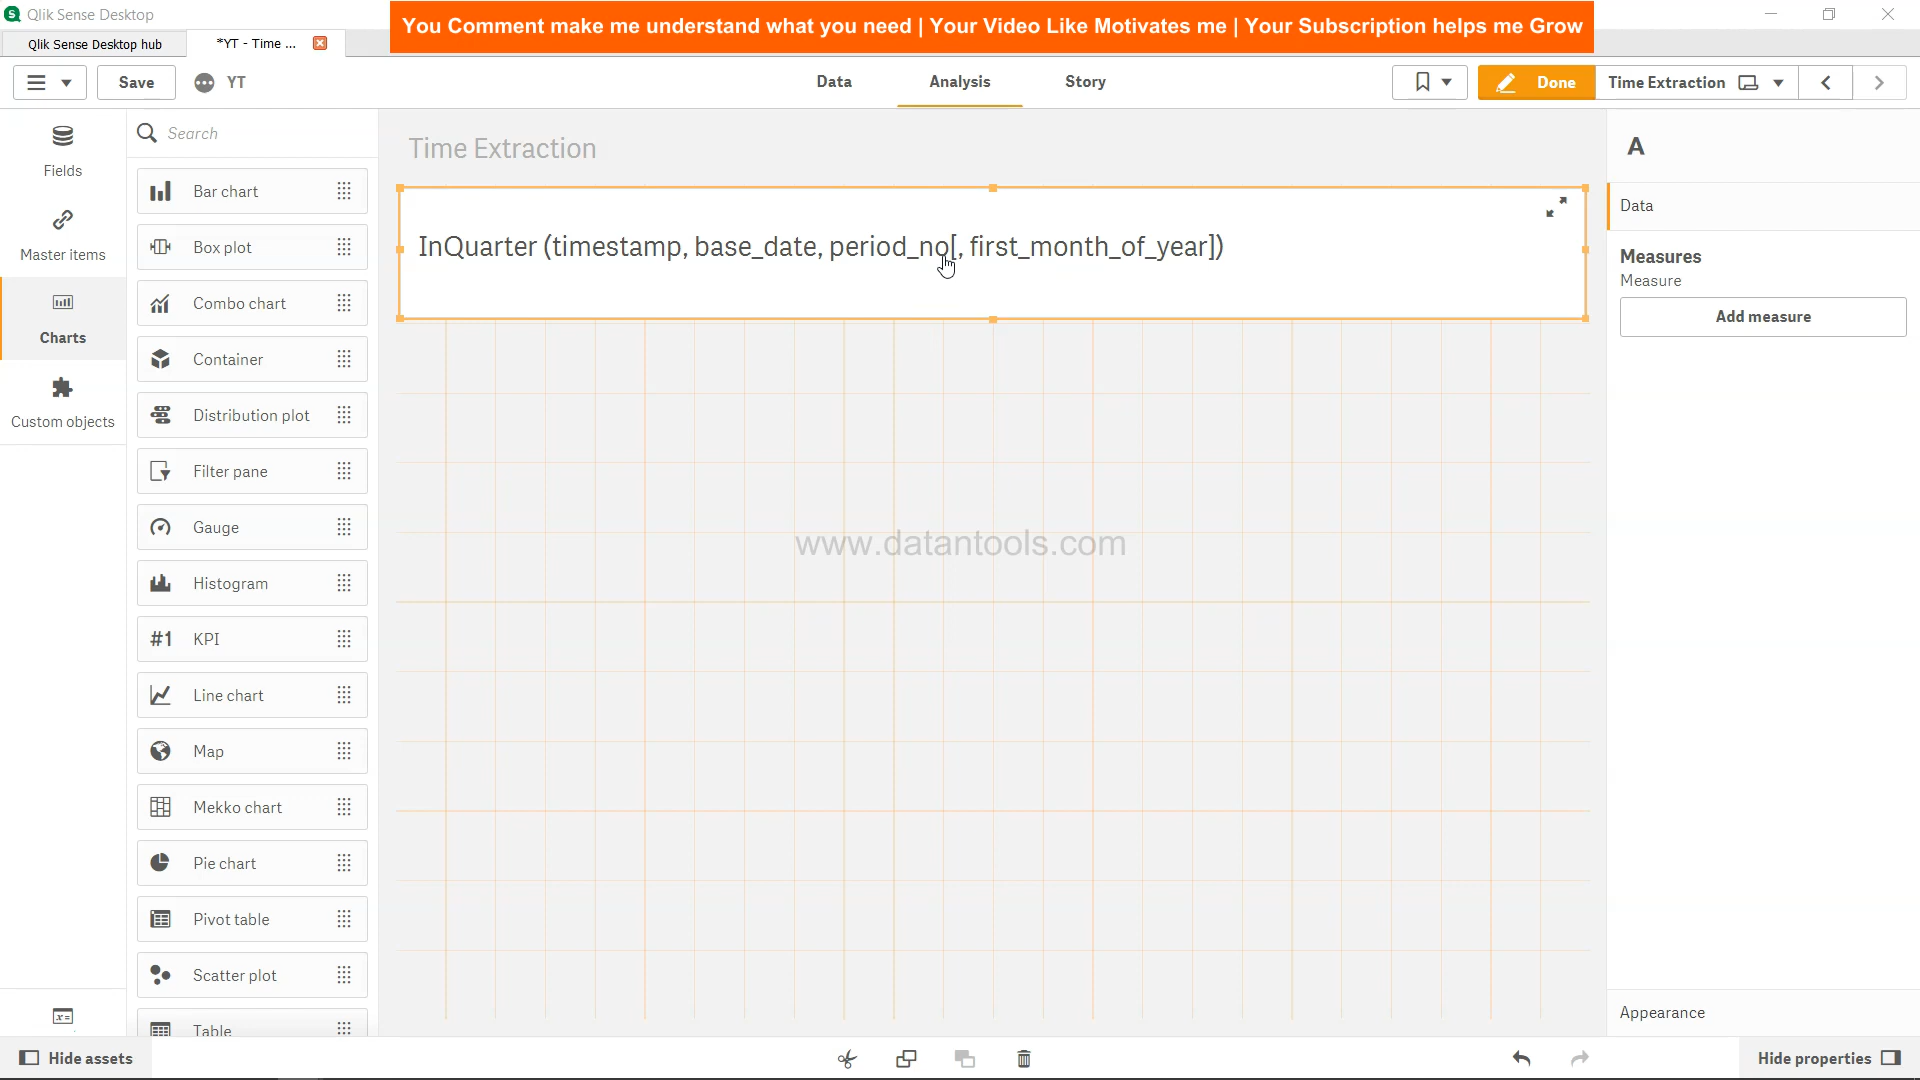 Qlik Sense Desktop
You Comment make me understand what you need | Your Video Like Motivates me | Your Subscription helps me Grow
Qlik Sense Desktop hub
*YT - Time ...
Save
YT
Data
Analysis
Story
Done
Time Extraction
Fields
Master items
Charts
Custom objects
Search
Bar chart
Box plot
Combo chart
Container
Distribution plot
Filter pane
Gauge
Histogram
#1 KPI
Line chart
Map
Mekko chart
Pie chart
Pivot table
Scatter plot
Table
Time Extraction
InQuarter (timestamp, base_date, period_no[, first_month_of_year])
www.datantools.com
A
Data
Measures
Measure
Add measure
Appearance
Hide assets
Hide properties